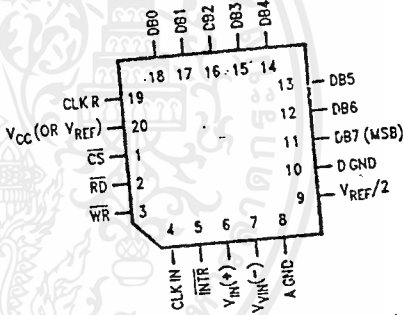 DB0
DB1
DB2
DB3
DB4
18 17 16 15 14
CLK R 19
VCC (OR VREF) 20
CS 1
RD 2
WR 3
13 DB5
12 DB6
11 DB7 (MSB)
10 D GND
9 VREF/2
4 5 6 7 8
CLK IN
INTR
VIN(+)
VVIN(-)
A GND